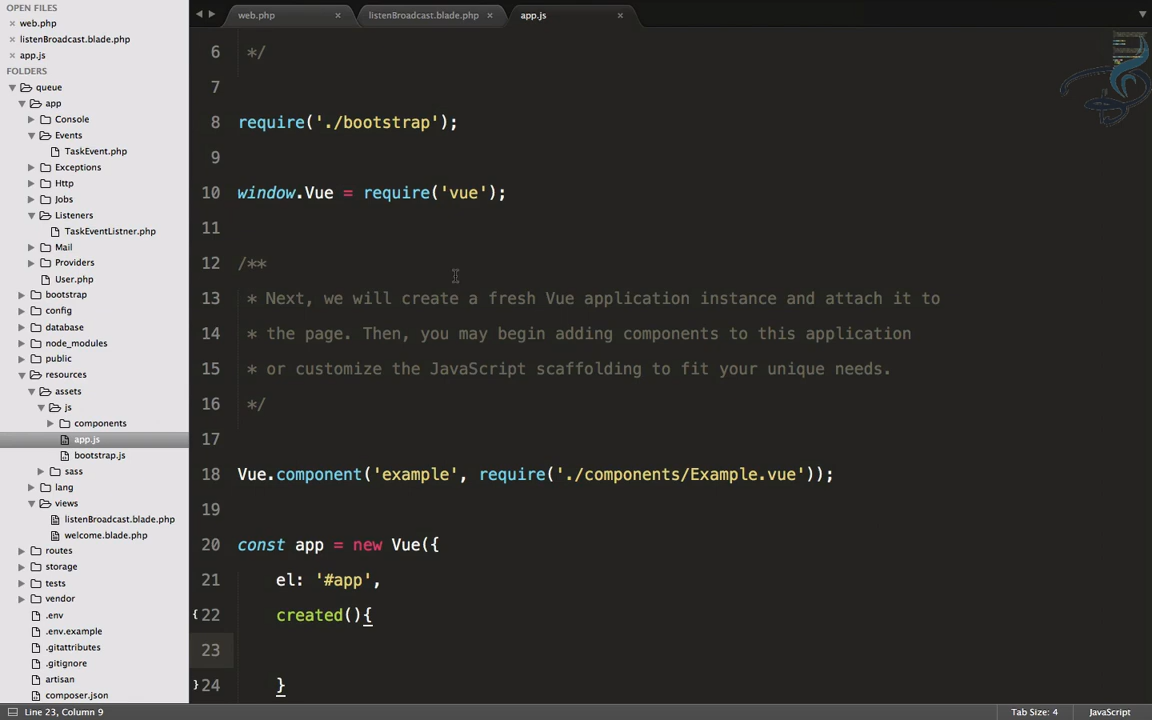 OPEN FILES
× web.php
× listenBroadcast.blade.php
× app.js
FOLDERS
queue
app
Console
Events
TaskEvent.php
Exceptions
Http
Jobs
Listeners
TaskEventListner.php
Mail
Providers
User.php
bootstrap
config
database
node_modules
public
resources
assets
js
components
app.js
bootstrap.js
sass
lang
views
listenBroadcast.blade.php
welcome.blade.php
routes
storage
tests
vendor
.env
.env.example
.gitattributes
.gitignore
artisan
composer.json
web.php × listenBroadcast.blade.php × app.js ×
6 */
7
8 require('./bootstrap');
9
10 window.Vue = require('vue');
11
12 /**
13 * Next, we will create a fresh Vue application instance and attach it to
14 * the page. Then, you may begin adding components to this application
15 * or customize the JavaScript scaffolding to fit your unique needs.
16 */
17
18 Vue.component('example', require('./components/Example.vue'));
19
20 const app = new Vue({
21 el: '#app',
{ 22 created(){
23
} 24 }
Line 23, Column 9 Tab Size: 4 JavaScript